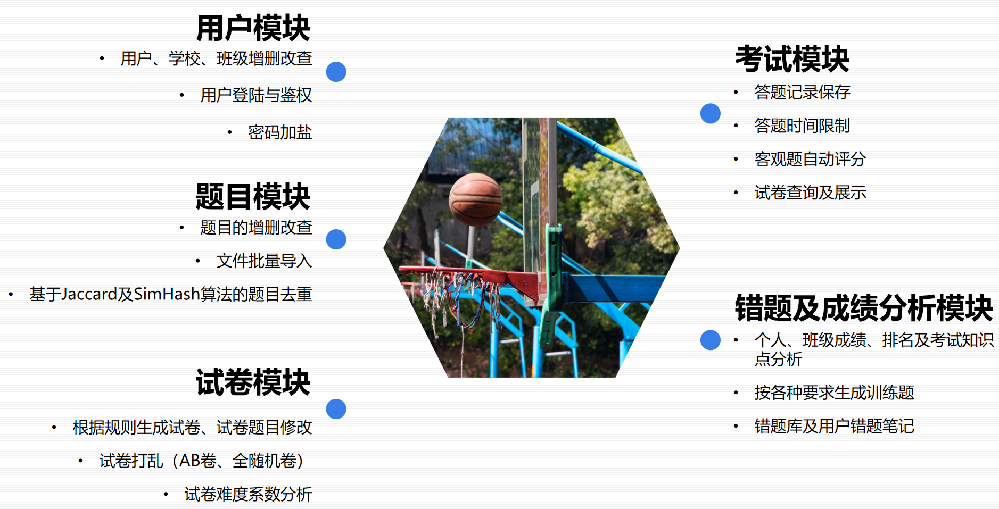 用户模块
• 用户、学校、班级增删改查
• 用户登陆与鉴权
• 密码加盐
题目模块
• 题目的增删改查
• 文件批量导入
• 基于Jaccard及SimHash算法的题目去重
试卷模块
• 根据规则生成试卷、试卷题目修改
• 试卷打乱（AB卷、全随机卷）
• 试卷难度系数分析
考试模块
• 答题记录保存
• 答题时间限制
• 客观题自动评分
• 试卷查询及展示
错题及成绩分析模块
• 个人、班级成绩、排名及考试知识
点分析
• 按各种要求生成训练题
• 错题库及用户错题笔记